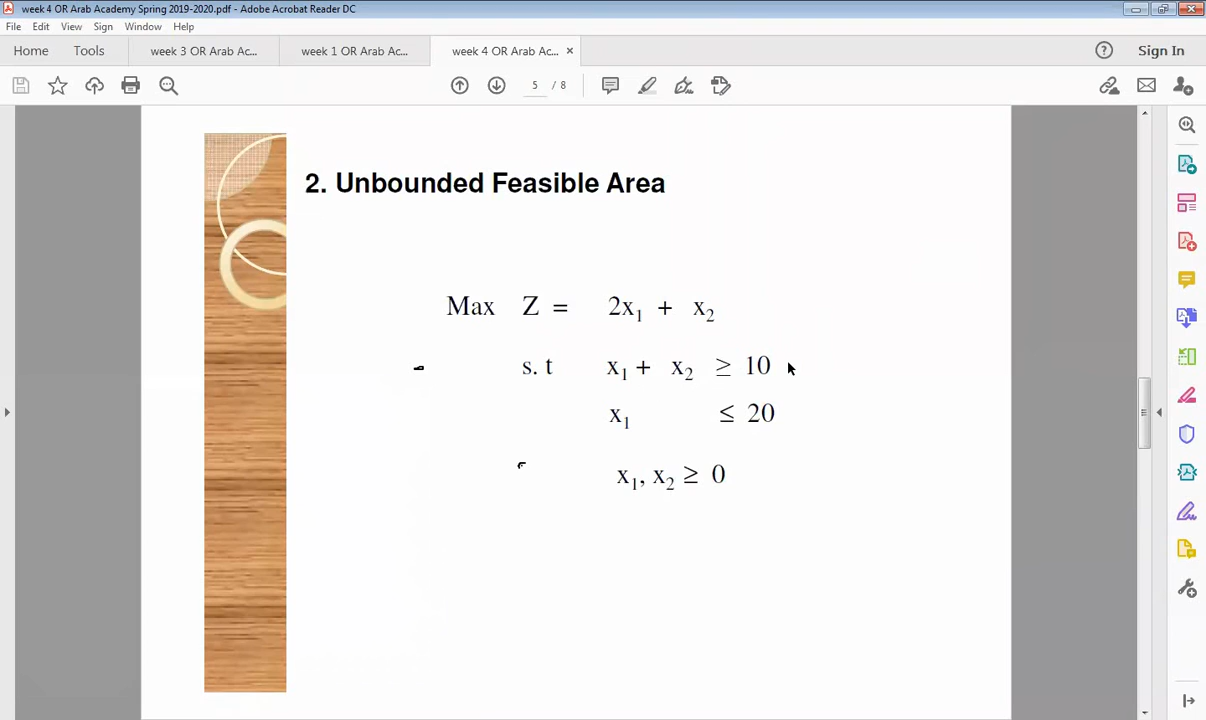 week 4 OR Arab Academy Spring 2019-2020.pdf - Adobe Acrobat Reader DC
File Edit View Sign Window Help
Home Tools week 3 OR Arab Ac... week 1 OR Arab Ac... week 4 OR Arab Ac... × Sign In
5 / 8
2. Unbounded Feasible Area
Max Z = 2x₁ + x₂
s. t x₁ + x₂ ≥ 10
x₁ ≤ 20
x₁, x₂ ≥ 0